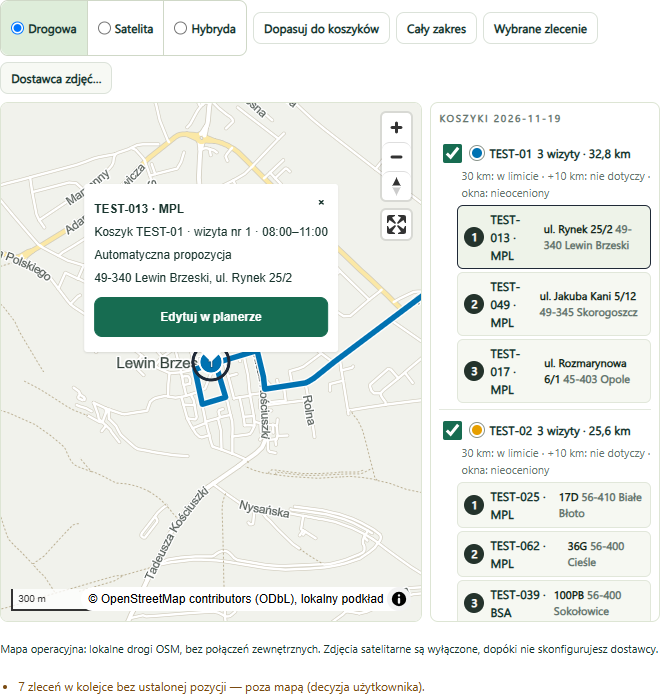 Drogowa Satelita Hybryda Dopasuj do koszyków Cały zakres Wybrane zlecenie
Dostawca zdjęć...
Marii Anny
Adama
Polskiego
TEST-013 · MPL ×
Koszyk TEST-01 · wizyta nr 1 · 08:00–11:00
Automatyczna propozycja
49-340 Lewin Brzeski, ul. Rynek 25/2
Edytuj w planerze
Lewin Brzes
Kościuszki
Rolna
Nysańska
Tadeusza Kościuszki
300 m
© OpenStreetMap contributors (ODbL), lokalny podkład
KOSZYKI 2026-11-19
TEST-01 3 wizyty · 32,8 km
30 km: w limicie · +10 km: nie dotyczy ·
okna: nieoceniony
1 TEST-013 · MPL ul. Rynek 25/2 49-340 Lewin Brzeski
2 TEST-049 · MPL ul. Jakuba Kani 5/12 49-345 Skorogoszcz
3 TEST-017 · MPL ul. Rozmarynowa 6/1 45-403 Opole
TEST-02 3 wizyty · 25,6 km
30 km: w limicie · +10 km: nie dotyczy ·
okna: nieoceniony
1 TEST-025 · MPL 17D 56-410 Białe Błoto
2 TEST-062 · MPL 36G 56-400 Cieśle
3 TEST-039 · BSA 100PB 56-400 Sokołowice
Mapa operacyjna: lokalne drogi OSM, bez połączeń zewnętrznych. Zdjęcia satelitarne są wyłączone, dopóki nie skonfigurujesz dostawcy.
• 7 zleceń w kolejce bez ustalonej pozycji — poza mapą (decyzja użytkownika).